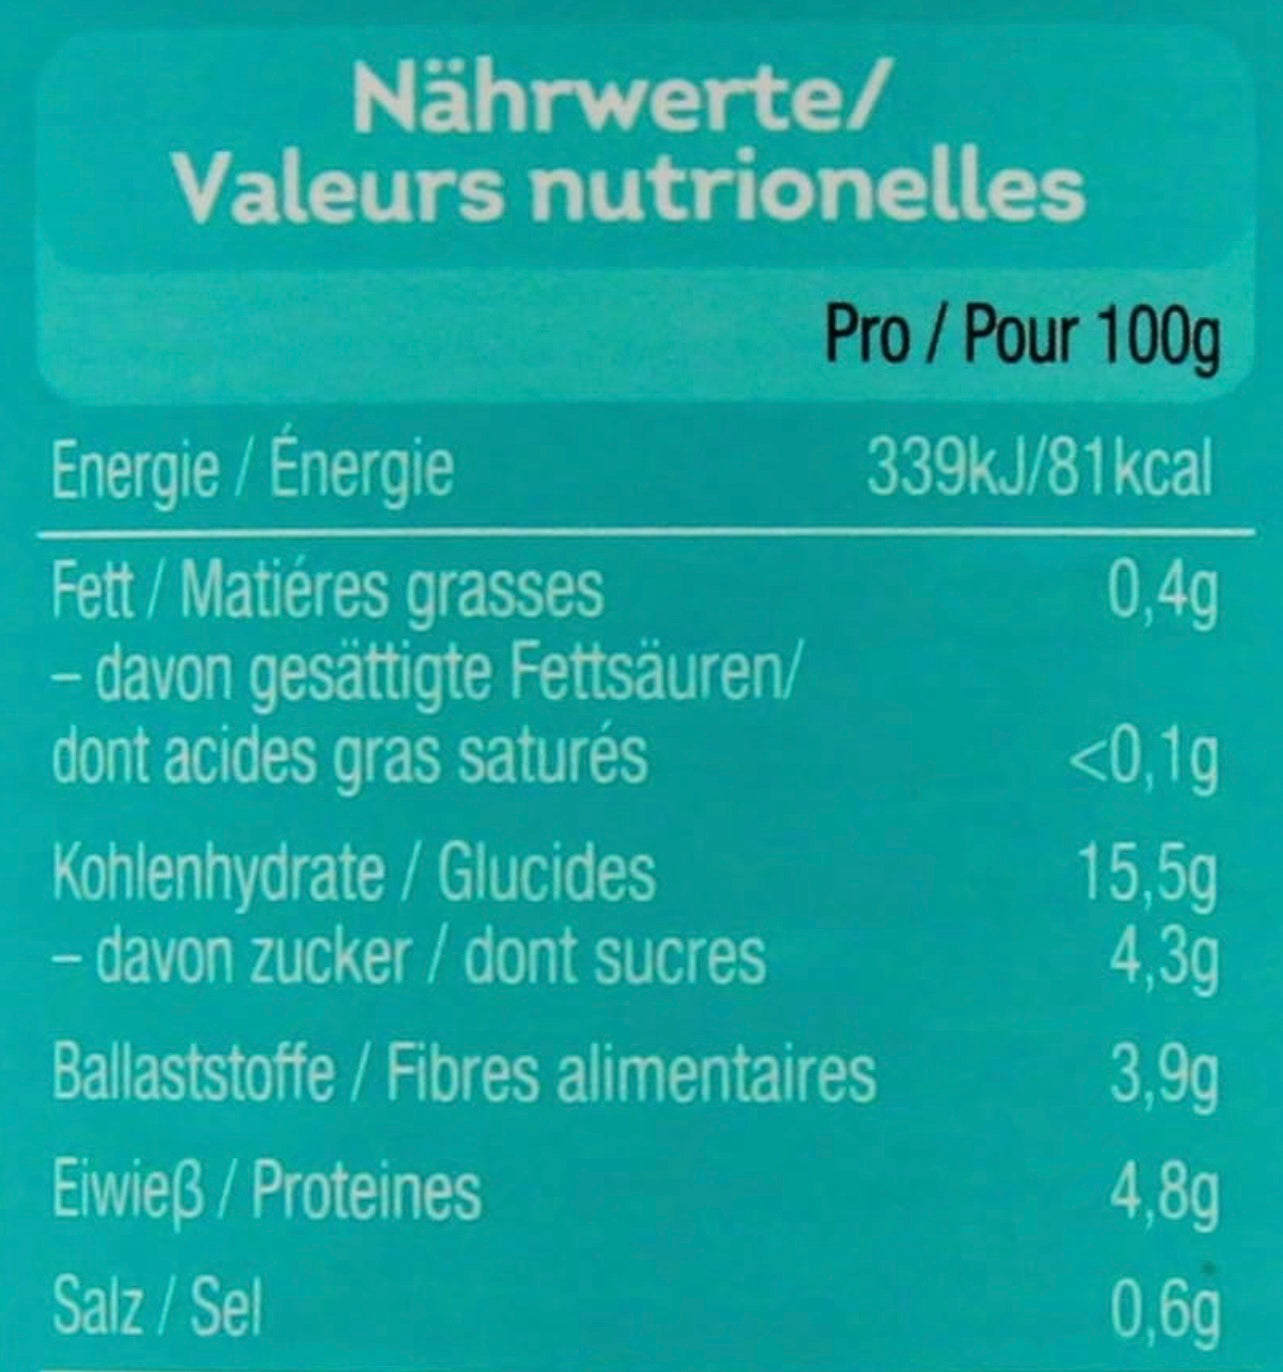 Nährwerte/
Valeurs nutrionelles
Pro / Pour 100g
Energie / Énergie 339kJ/81kcal
Fett / Matiéres grasses 0,4g
– davon gesättigte Fettsäuren/
dont acides gras saturés <0,1g
Kohlenhydrate / Glucides 15,5g
– davon zucker / dont sucres 4,3g
Ballaststoffe / Fibres alimentaires 3,9g
Eiwieß / Proteines 4,8g
Salz / Sel 0,6g